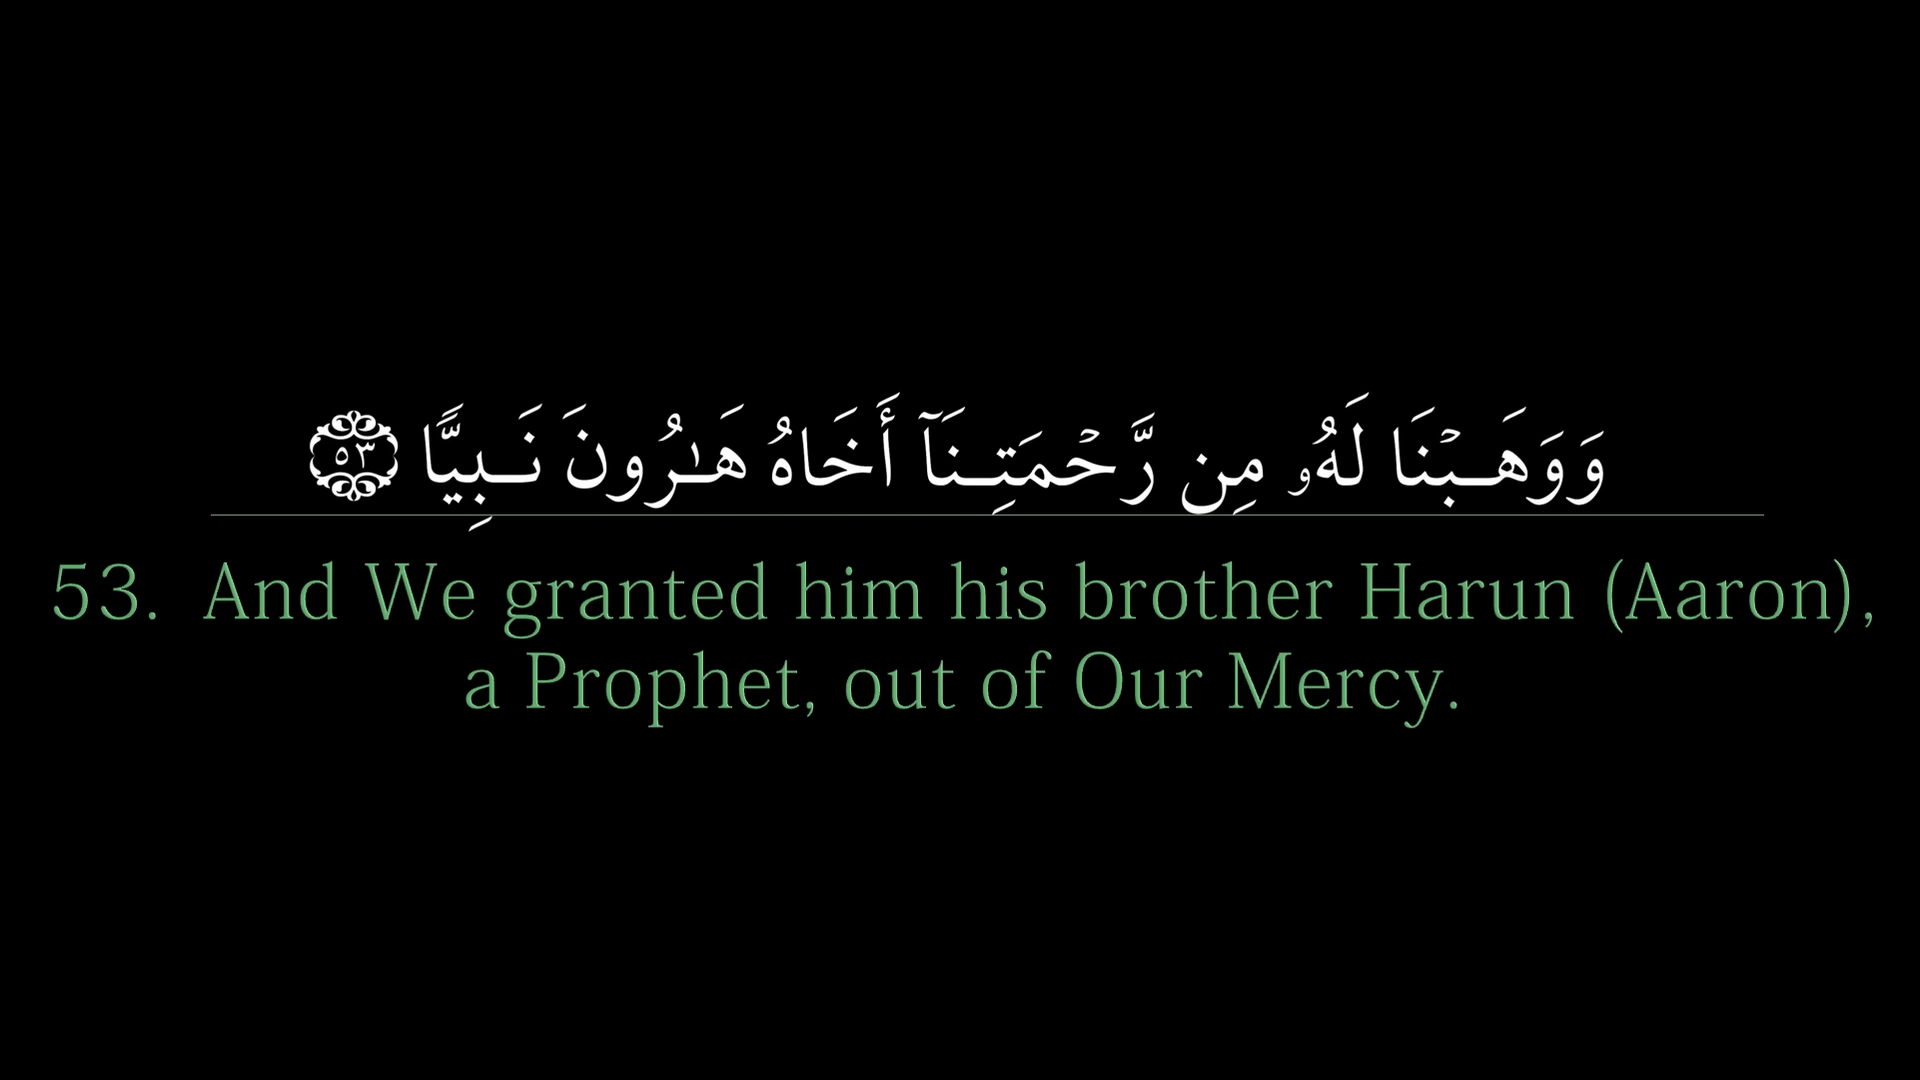 وَوَهَبْنَا لَهُۥ مِن رَّحْمَتِنَآ أَخَاهُ هَـٰرُونَ نَبِيًّا ٥٣
53. And We granted him his brother Harun (Aaron),
a Prophet, out of Our Mercy.